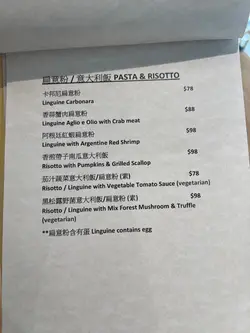 扁意粉 / 意大利飯 PASTA & RISOTTO
卡邦尼扁意粉 $78
Linguine Carbonara
香蒜蟹肉扁意粉 $88
Linguine Aglio e Olio with Crab meat
阿根廷紅蝦扁意粉 $98
Linguine with Argentine Red Shrimp
香煎帶子南瓜意大利飯 $98
Risotto with Pumpkins & Grilled Scallop
茄汁蔬菜意大利飯/扁意粉 (素) $78
Risotto / Linguine with Vegetable Tomato Sauce (vegetarian)
黑松露野菌意大利飯/扁意粉 (素) $98
Risotto / Linguine with Mix Forest Mushroom & Truffle
(vegetarian)
**扁意粉含有蛋 Linguine contains egg